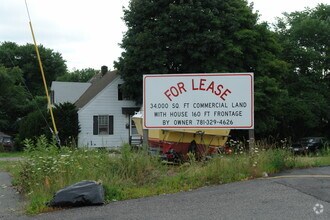 FOR LEASE
34,000 SQ. FT COMMERCIAL LAND
WITH HOUSE 160 FT FRONTAGE
BY OWNER 781-329-4626